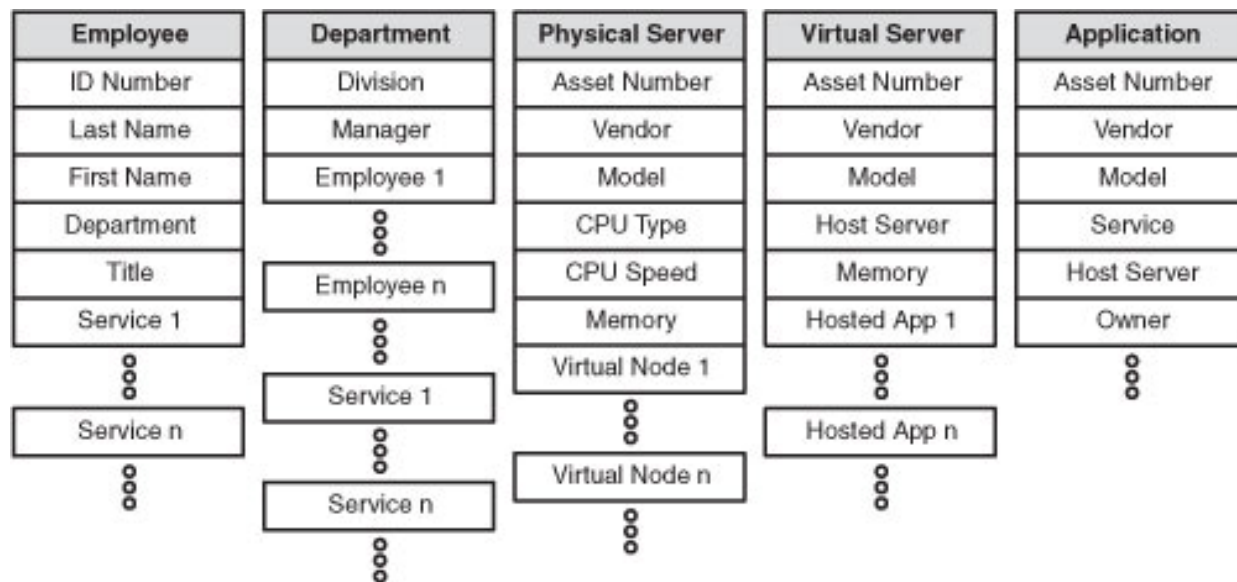 Employee
ID Number
Last Name
First Name
Department
Title
Service 1
Service n
Department
Division
Manager
Employee 1
Employee n
Service 1
Service n
Physical Server
Asset Number
Vendor
Model
CPU Type
CPU Speed
Memory
Virtual Node 1
Virtual Node n
Virtual Server
Asset Number
Vendor
Model
Host Server
Memory
Hosted App 1
Hosted App n
Application
Asset Number
Vendor
Model
Service
Host Server
Owner